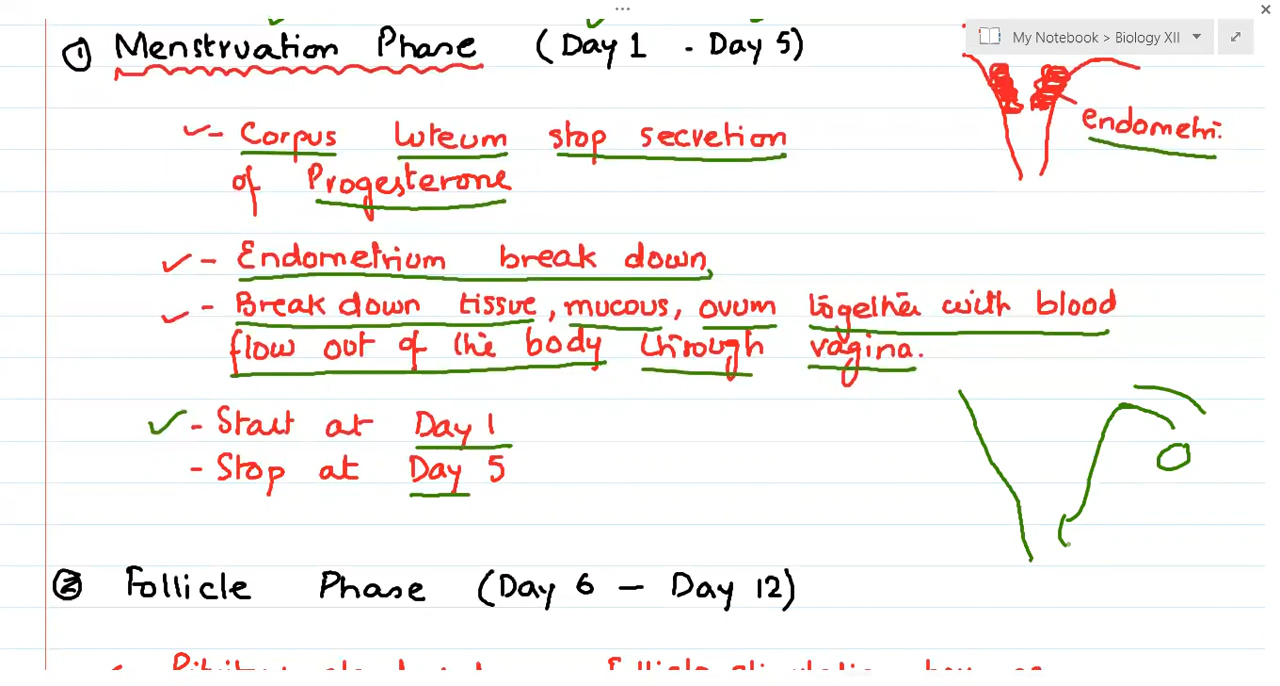 ① Menstruation Phase (Day 1 - Day 5)
My Notebook > Biology XII
endometri.
- Corpus luteum stop secretion
of Progesterone
- Endometrium break down,
- Break down tissue, mucous, ovum together with blood
flow out of the body through vagina.
- Start at Day 1
- Stop at Day 5
② Follicle Phase (Day 6 - Day 12)